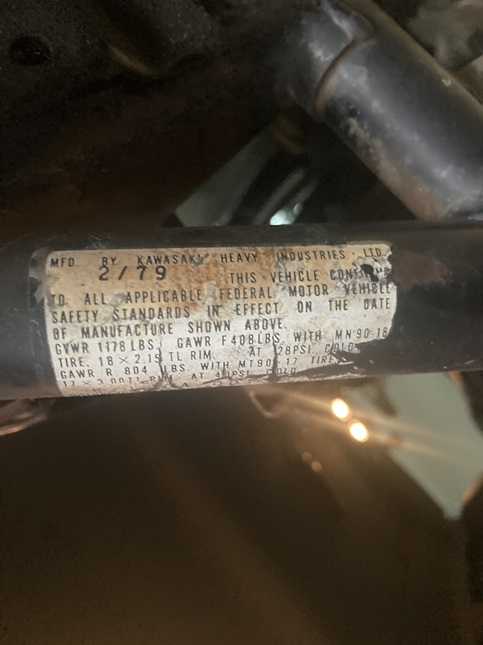 MFD. BY KAWASAKI HEAVY INDUSTRIES LTD.
2/79 THIS VEHICLE
TO ALL APPLICABLE FEDERAL MOTOR VEHICLE
SAFETY STANDARDS IN EFFECT ON THE DATE
OF MANUFACTURE SHOWN ABOVE.
GVWR 1178 LBS. GAWR F408LBS. WITH MN90-18
TIRE. 18×2.15 TL RIM. AT 28PSI COLD
GAWR R 804 LBS. WITH MT90-17 TIRE
17 × AT COLD